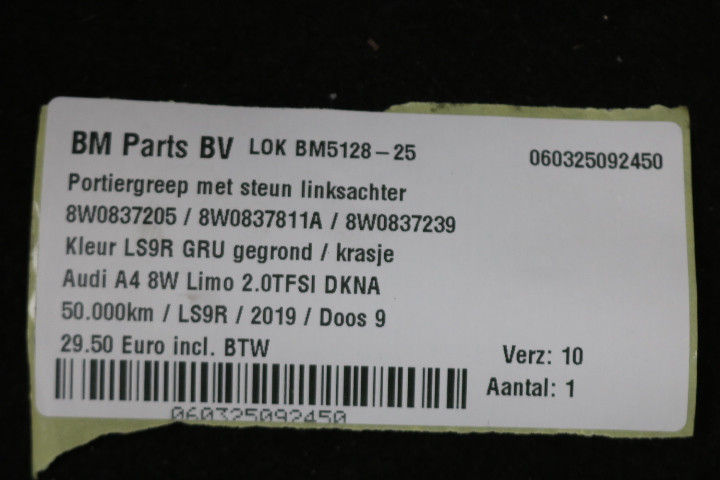 BM Parts BV LOK BM5128-25 060325092450
Portiergreep met steun linksachter
8W0837205 / 8W0837811A / 8W0837239
Kleur LS9R GRU gegrond / krasje
Audi A4 8W Limo 2.0TFSI DKNA
50.000km / LS9R / 2019 / Doos 9
29.50 Euro incl. BTW Verz: 10
Aantal: 1
060325092450